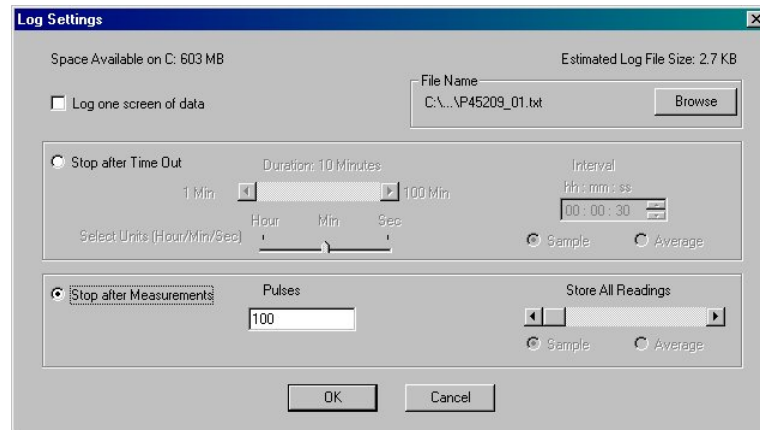 Log Settings
Space Available on C: 603 MB
Estimated Log File Size: 2.7 KB
File Name
C:\...\P45209_01.txt
Browse
Log one screen of data
Stop after Time Out
Duration: 10 Minutes
Interval
1 Min
100 Min
hh : mm : ss
00 : 00 : 30
Select Units (Hour/Min/Sec)
Hour Min Sec
Sample Average
Stop after Measurements
Pulses
Store All Readings
100
Sample Average
OK Cancel